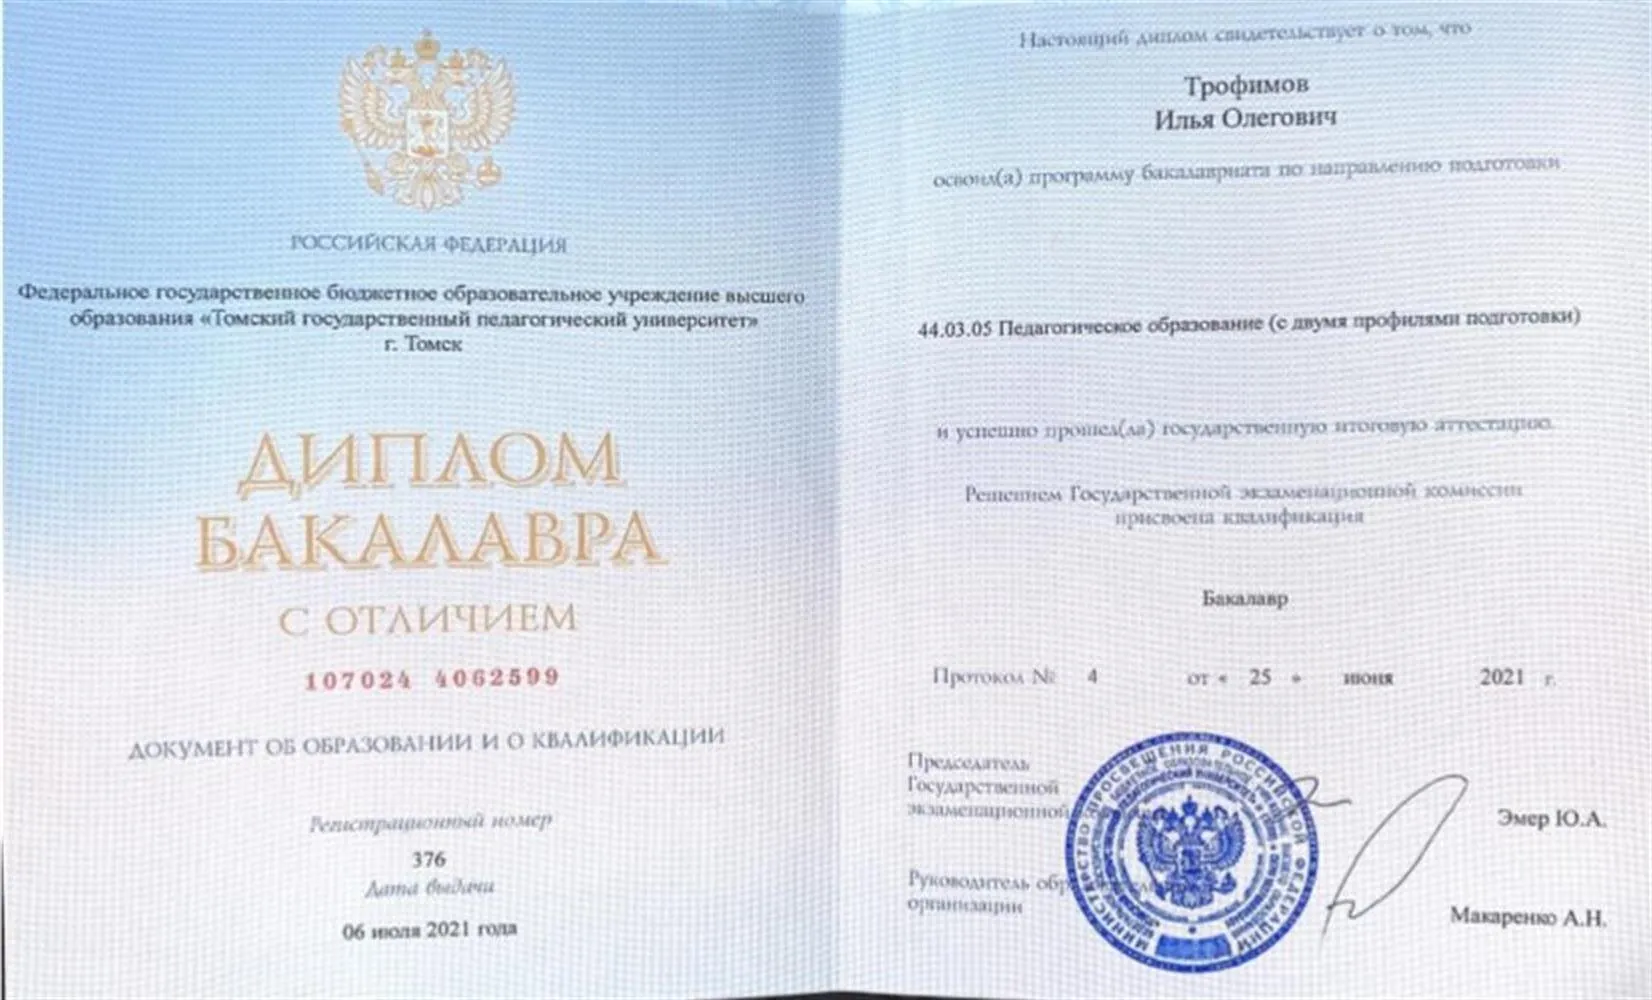 РОССИЙСКАЯ ФЕДЕРАЦИЯ
Федеральное государственное бюджетное образовательное учреждение высшего
образования «Томский государственный педагогический университет»
г. Томск
ДИПЛОМ
БАКАЛАВРА
С ОТЛИЧИЕМ
107024 4062599
ДОКУМЕНТ ОБ ОБРАЗОВАНИИ И О КВАЛИФИКАЦИИ
Регистрационный номер
376
Дата выдачи
06 июля 2021 года
Настоящий диплом свидетельствует о том, что
Трофимов
Илья Олегович
освоил(а) программу бакалавриата по направлению подготовки
44.03.05 Педагогическое образование (с двумя профилями подготовки)
и успешно прошел(ла) государственную итоговую аттестацию.
Решением Государственной экзаменационной комиссии
присвоена квалификация
Бакалавр
Протокол № 4 от « 25 » июня 2021 г.
Председатель
Государственной
экзаменационной
Эмер Ю.А.
Руководитель
организации
Макаренко А.Н.
МИНИСТЕРСТВО ПРОСВЕЩЕНИЯ РОССИЙСКОЙ ФЕДЕРАЦИИ